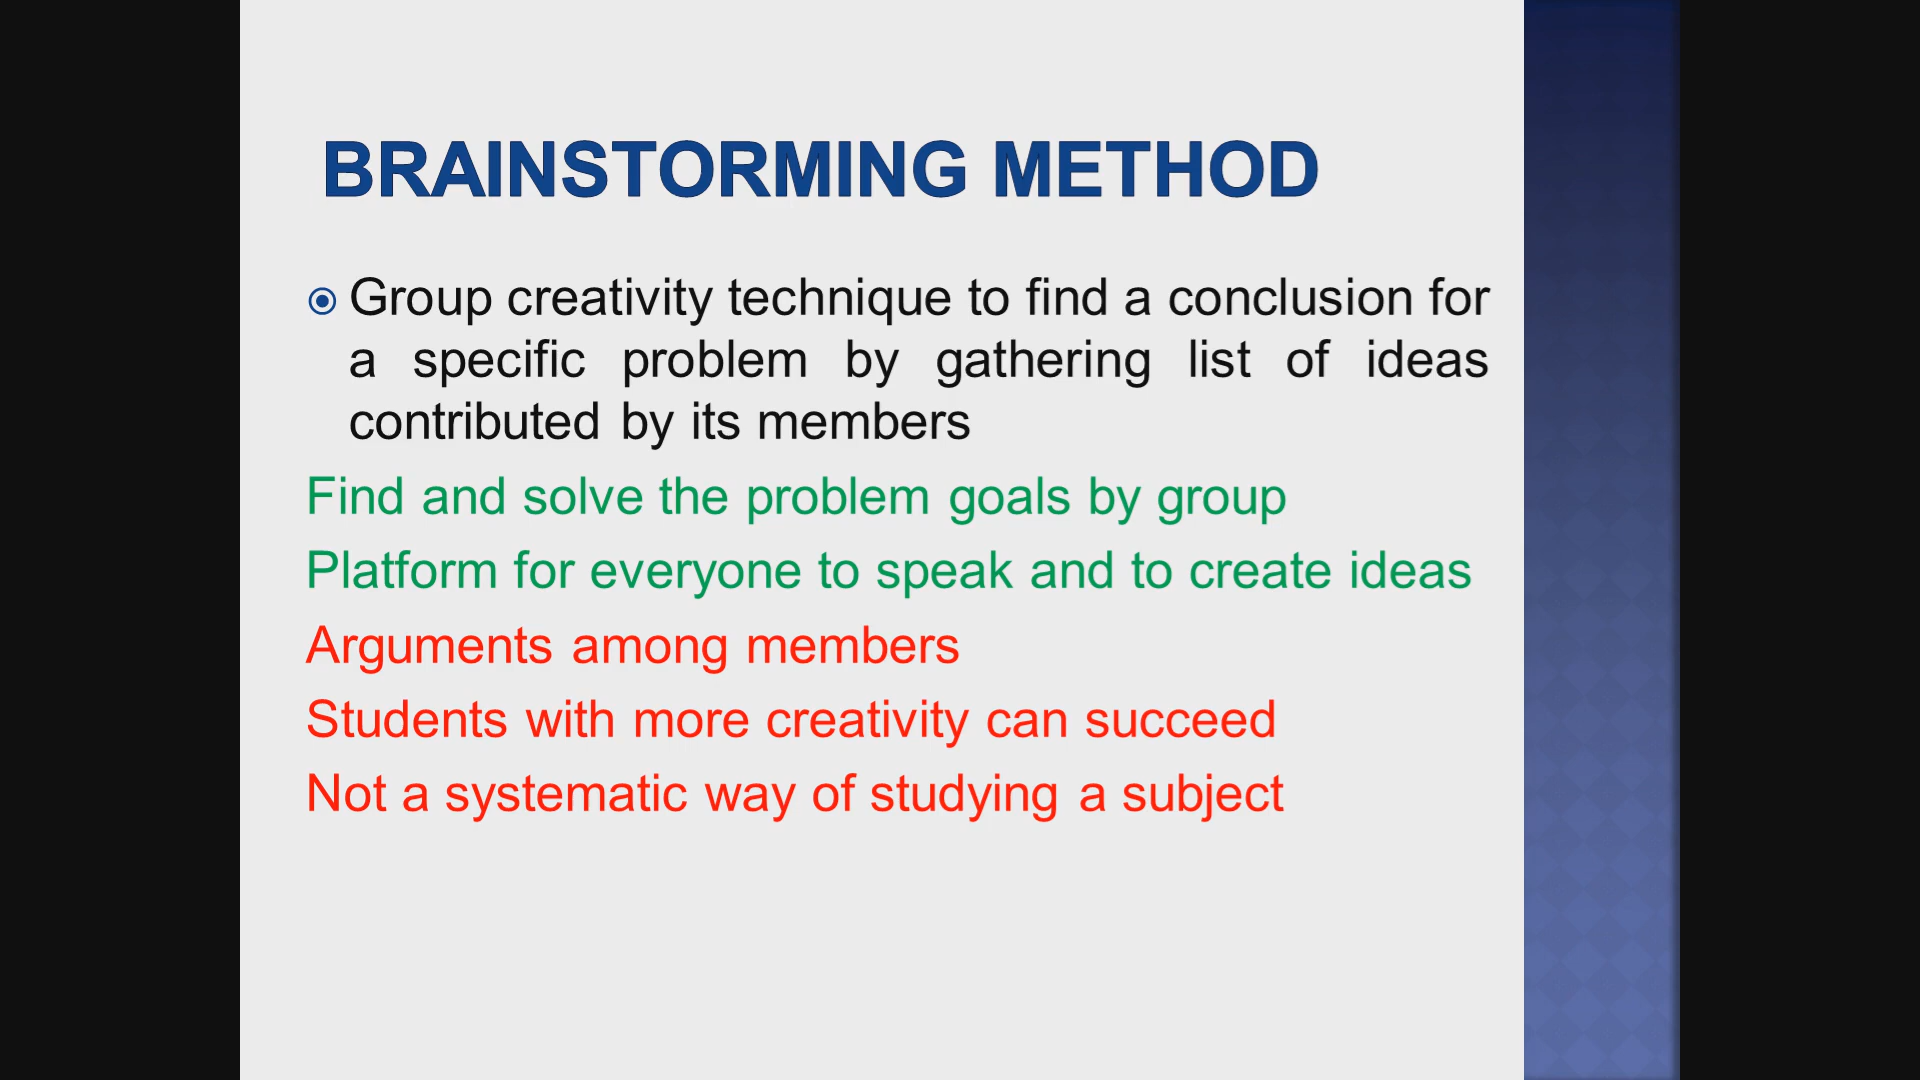 BRAINSTORMING METHOD
Group creativity technique to find a conclusion for
a specific problem by gathering list of ideas
contributed by its members
Find and solve the problem goals by group
Platform for everyone to speak and to create ideas
Arguments among members
Students with more creativity can succeed
Not a systematic way of studying a subject